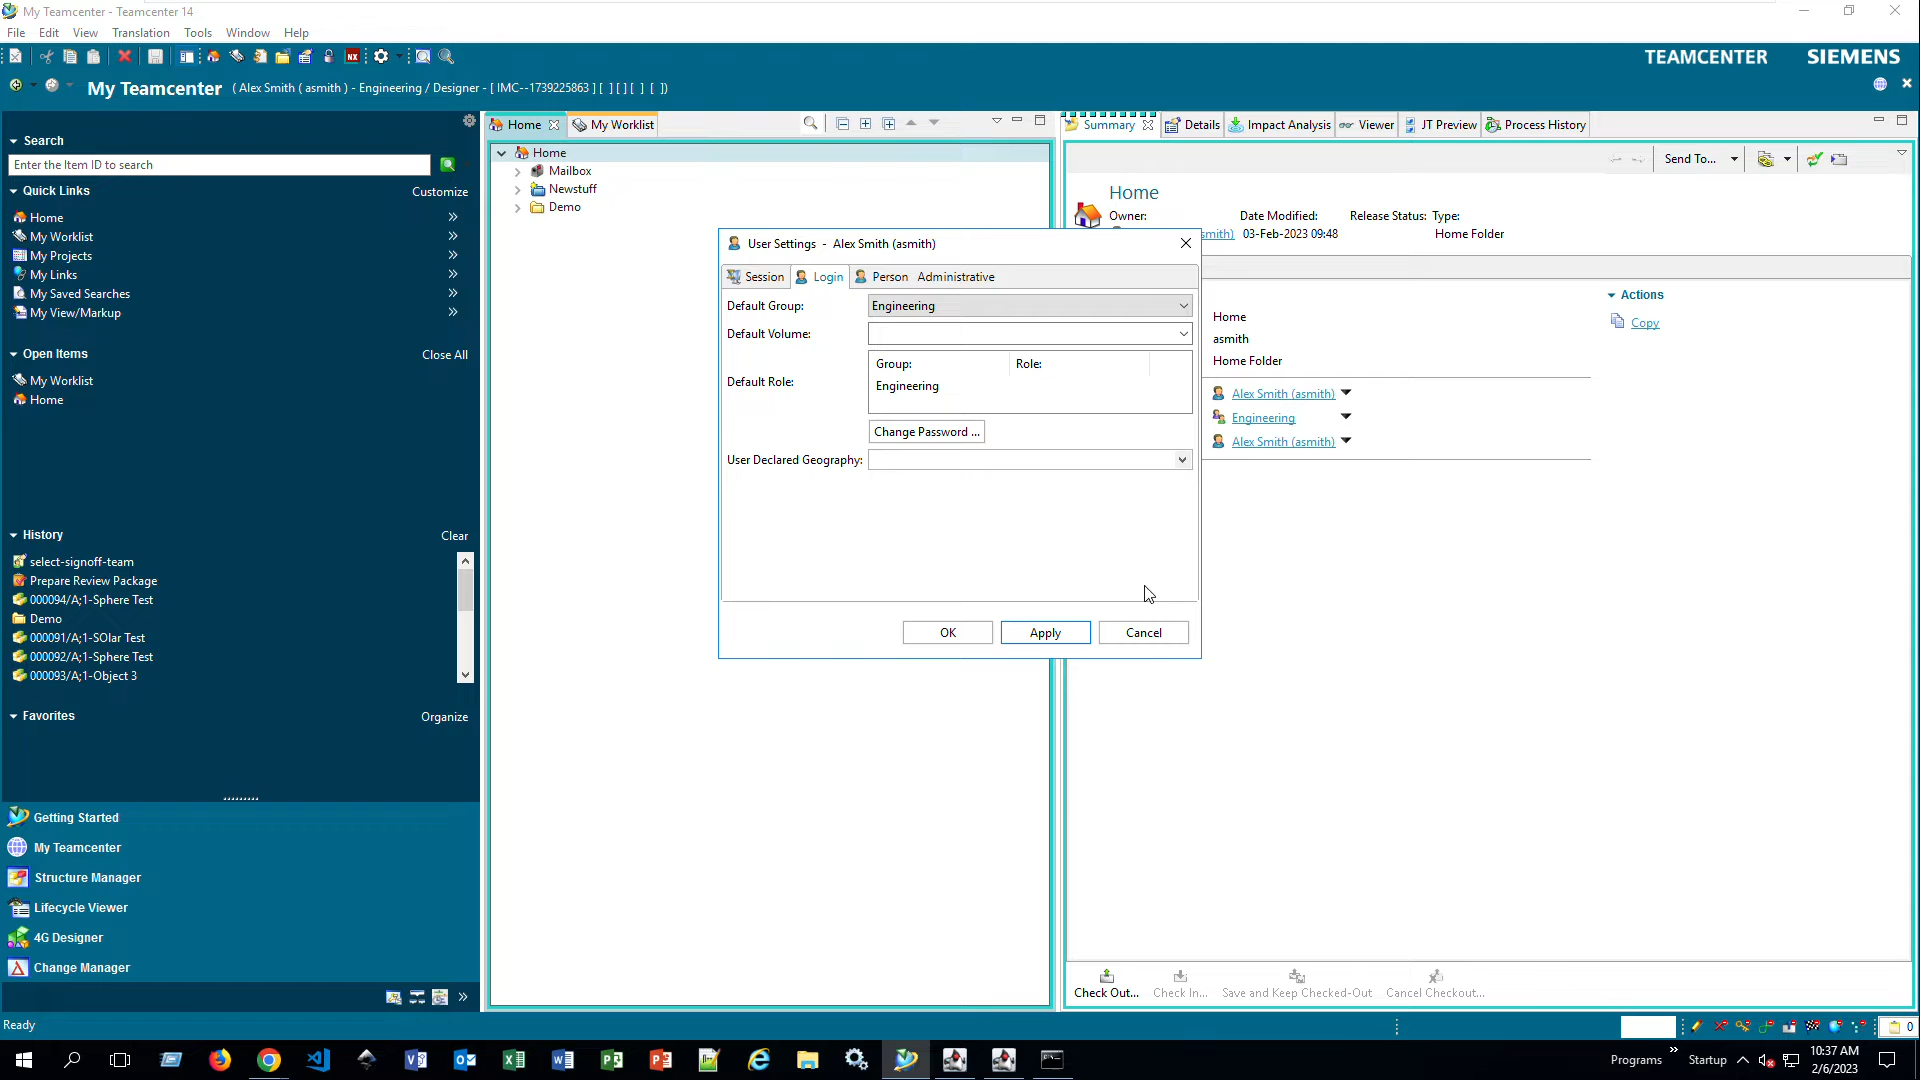 My Teamcenter - Teamcenter 14
File Edit View Translation Tools Window Help
NX
TEAMCENTER SIEMENS
My Teamcenter ( Alex Smith ( asmith ) - Engineering / Designer - [ IMC--1739225863 ] [ ] [ ] [ ] [ ])
Search
Enter the Item ID to search
Quick Links Customize
Home
My Worklist
My Projects
My Links
My Saved Searches
My View/Markup
Open Items Close All
My Worklist
Home
History Clear
select-signoff-team
Prepare Review Package
000094/A;1-Sphere Test
Demo
000091/A;1-SOlar Test
000092/A;1-Sphere Test
000093/A;1-Object 3
Favorites Organize
Getting Started
My Teamcenter
Structure Manager
Lifecycle Viewer
4G Designer
Change Manager
Ready
Home My Worklist
Home
Mailbox
Newstuff
Demo
User Settings - Alex Smith (asmith)
Session Login Person Administrative
Default Group: Engineering
Default Volume:
Default Role: Group: Role:
Engineering
Change Password ...
User Declared Geography:
OK Apply Cancel
Summary Details Impact Analysis Viewer JT Preview Process History
Send To...
Home
Owner: Date Modified: Release Status: Type:
smith) 03-Feb-2023 09:48 Home Folder
Actions
Copy
Home
asmith
Home Folder
Alex Smith (asmith)
Engineering
Alex Smith (asmith)
Check Out... Check In... Save and Keep Checked-Out Cancel Checkout...
0
Programs Startup 10:37 AM
2/6/2023